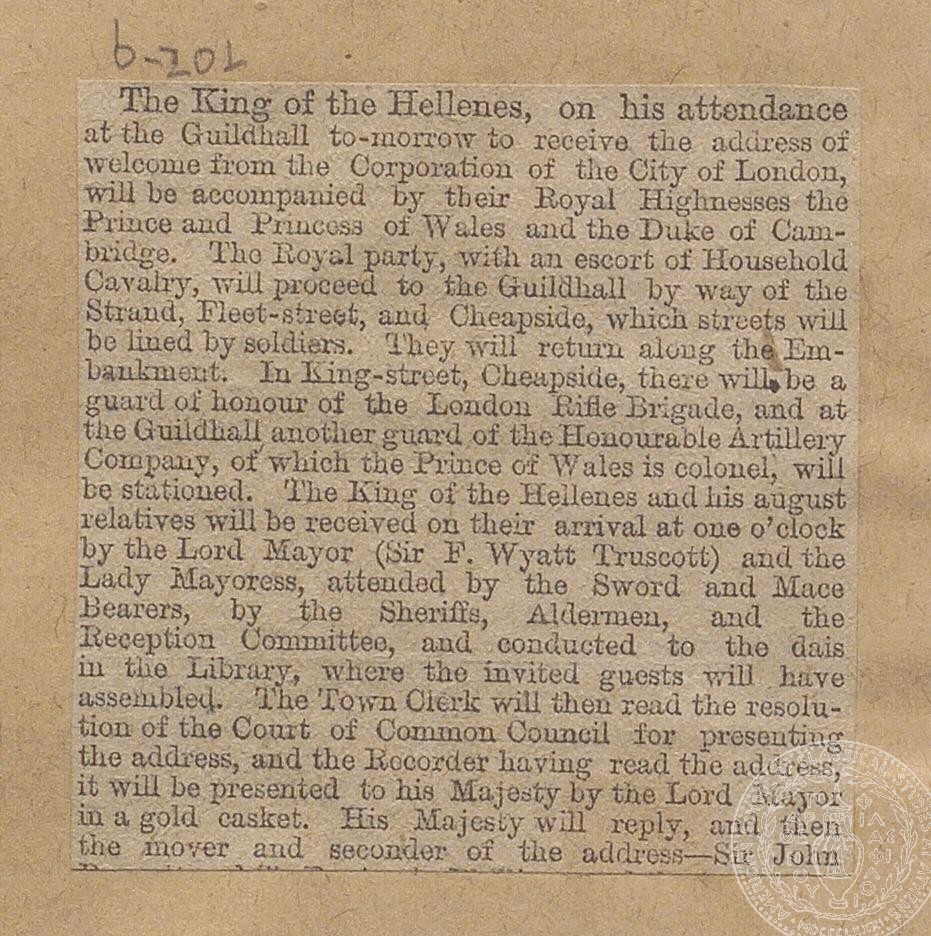 6-201
The King of the Hellenes, on his attendance
at the Guildhall to-morrow to receive the address of
welcome from the Corporation of the City of London,
will be accompanied by their Royal Highnesses the
Prince and Princess of Wales and the Duke of Cam-
bridge. The Royal party, with an escort of Household
Cavalry, will proceed to the Guildhall by way of the
Strand, Fleet-street, and Cheapside, which streets will
be lined by soldiers. They will return along the Em-
bankment. In King-street, Cheapside, there will be a
guard of honour of the London Rifle Brigade, and at
the Guildhall another guard of the Honourable Artillery
Company, of which the Prince of Wales is colonel, will
be stationed. The King of the Hellenes and his august
relatives will be received on their arrival at one o'clock
by the Lord Mayor (Sir F. Wyatt Truscott) and the
Lady Mayoress, attended by the Sword and Mace
Bearers, by the Sheriffs, Aldermen, and the
Reception Committee, and conducted to the dais
in the Library, where the invited guests will have
assembled. The Town Clerk will then read the resolu-
tion of the Court of Common Council for presenting
the address, and the Recorder having read the address,
it will be presented to his Majesty by the Lord Mayor
in a gold casket. His Majesty will reply, and then
the mover and seconder of the address—Sir John